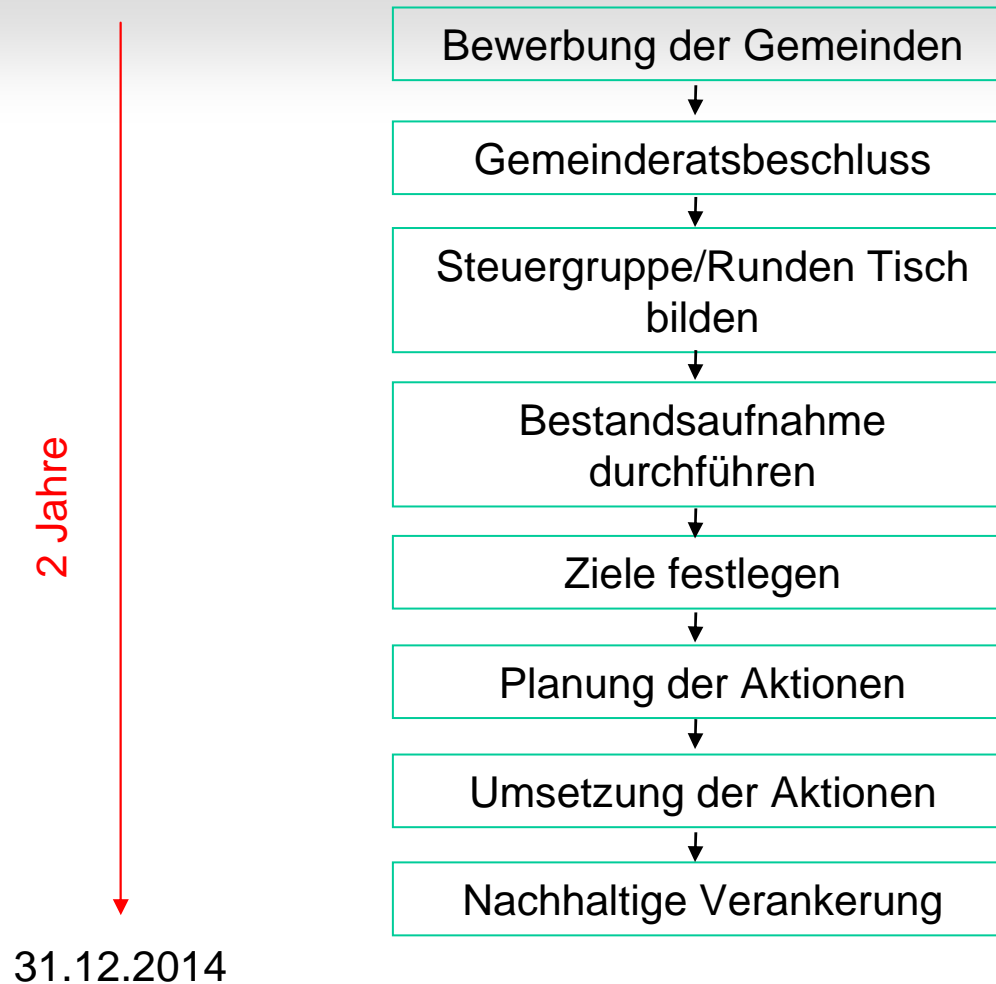 Bewerbung der Gemeinden
Gemeinderatsbeschluss
Steuergruppe/Runden Tisch
bilden
Bestandsaufnahme
durchführen
2 Jahre
Ziele festlegen
Planung der Aktionen
Umsetzung der Aktionen
Nachhaltige Verankerung
31.12.2014